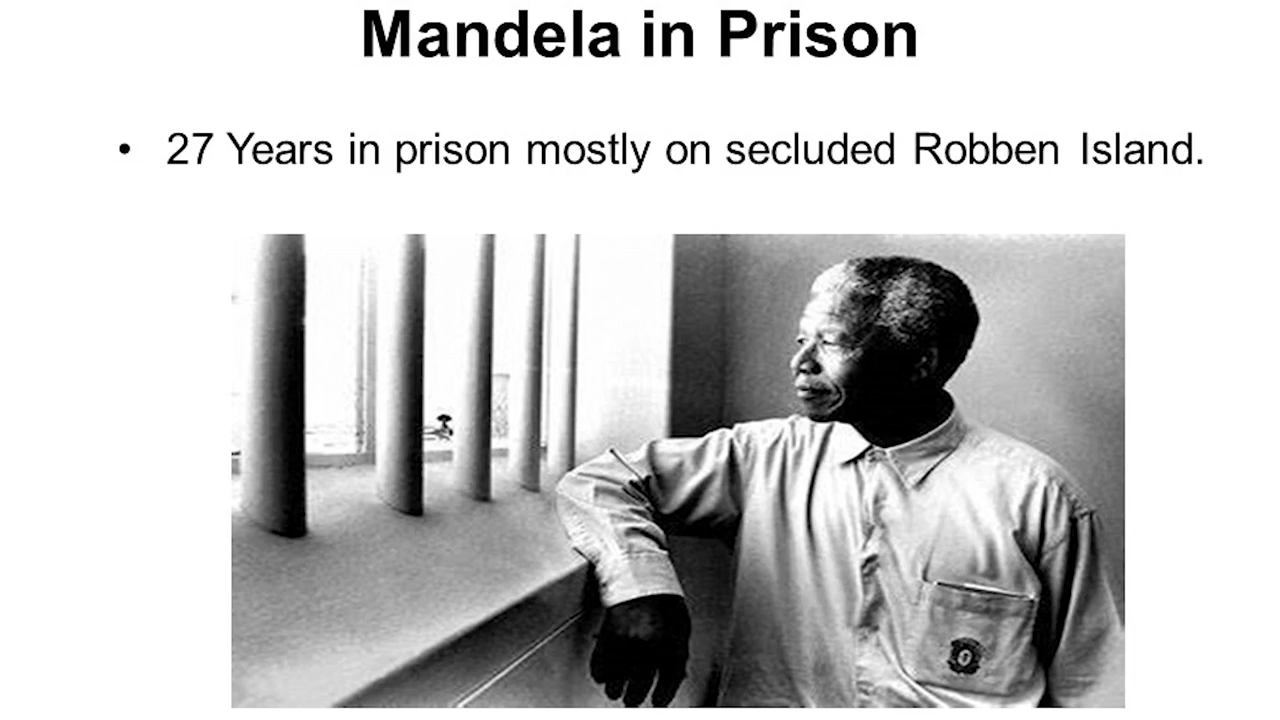 Mandela in Prison
• 27 Years in prison mostly on secluded Robben Island.